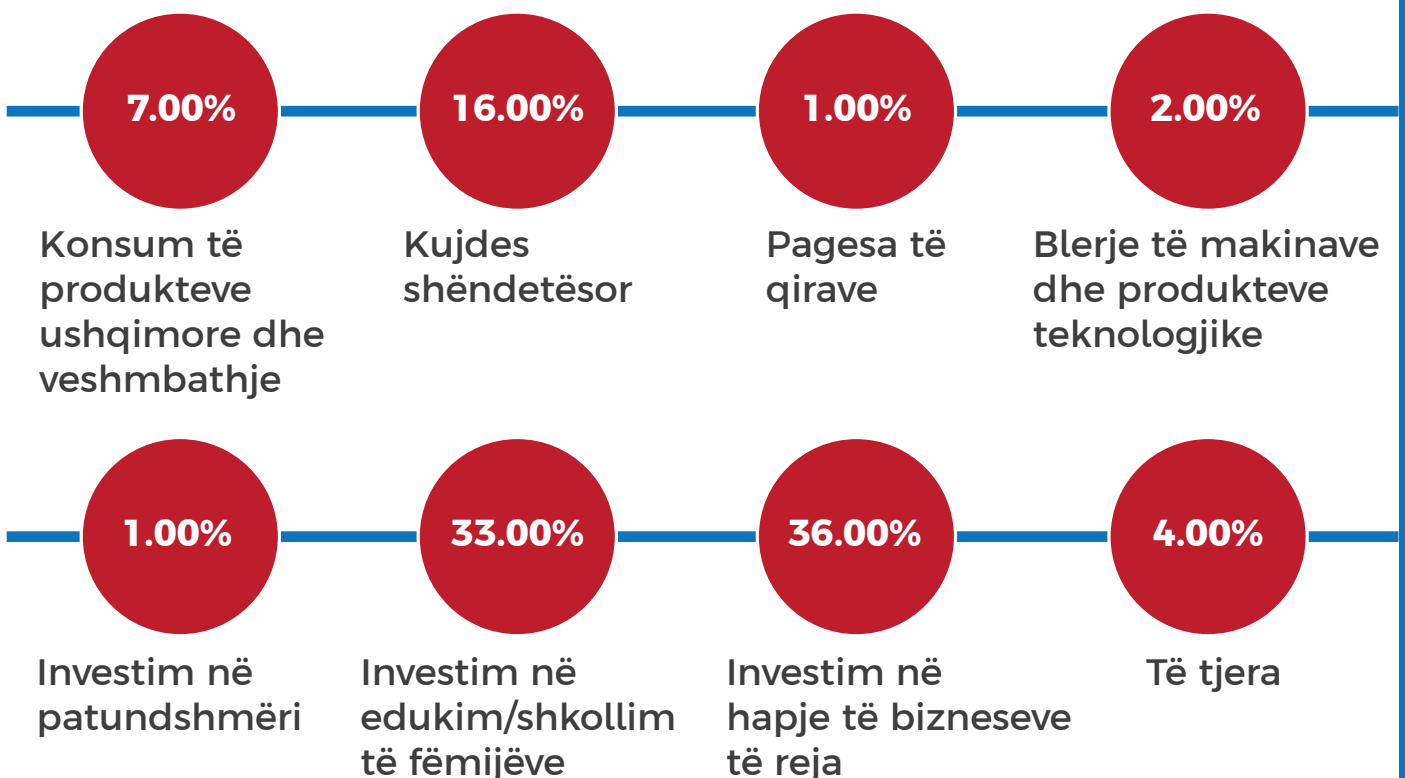 7.00%
16.00%
1.00%
2.00%
Konsum të
produkteve
ushqimore dhe
veshmbathje
Kujdes
shëndetësor
Pagesa të
qirave
Blerje të makinave
dhe produkteve
teknologjike
1.00%
33.00%
36.00%
4.00%
Investim në
patundshmëri
Investim në
edukim/shkollim
të fëmijëve
Investim në
hapje të bizneseve
të reja
Të tjera